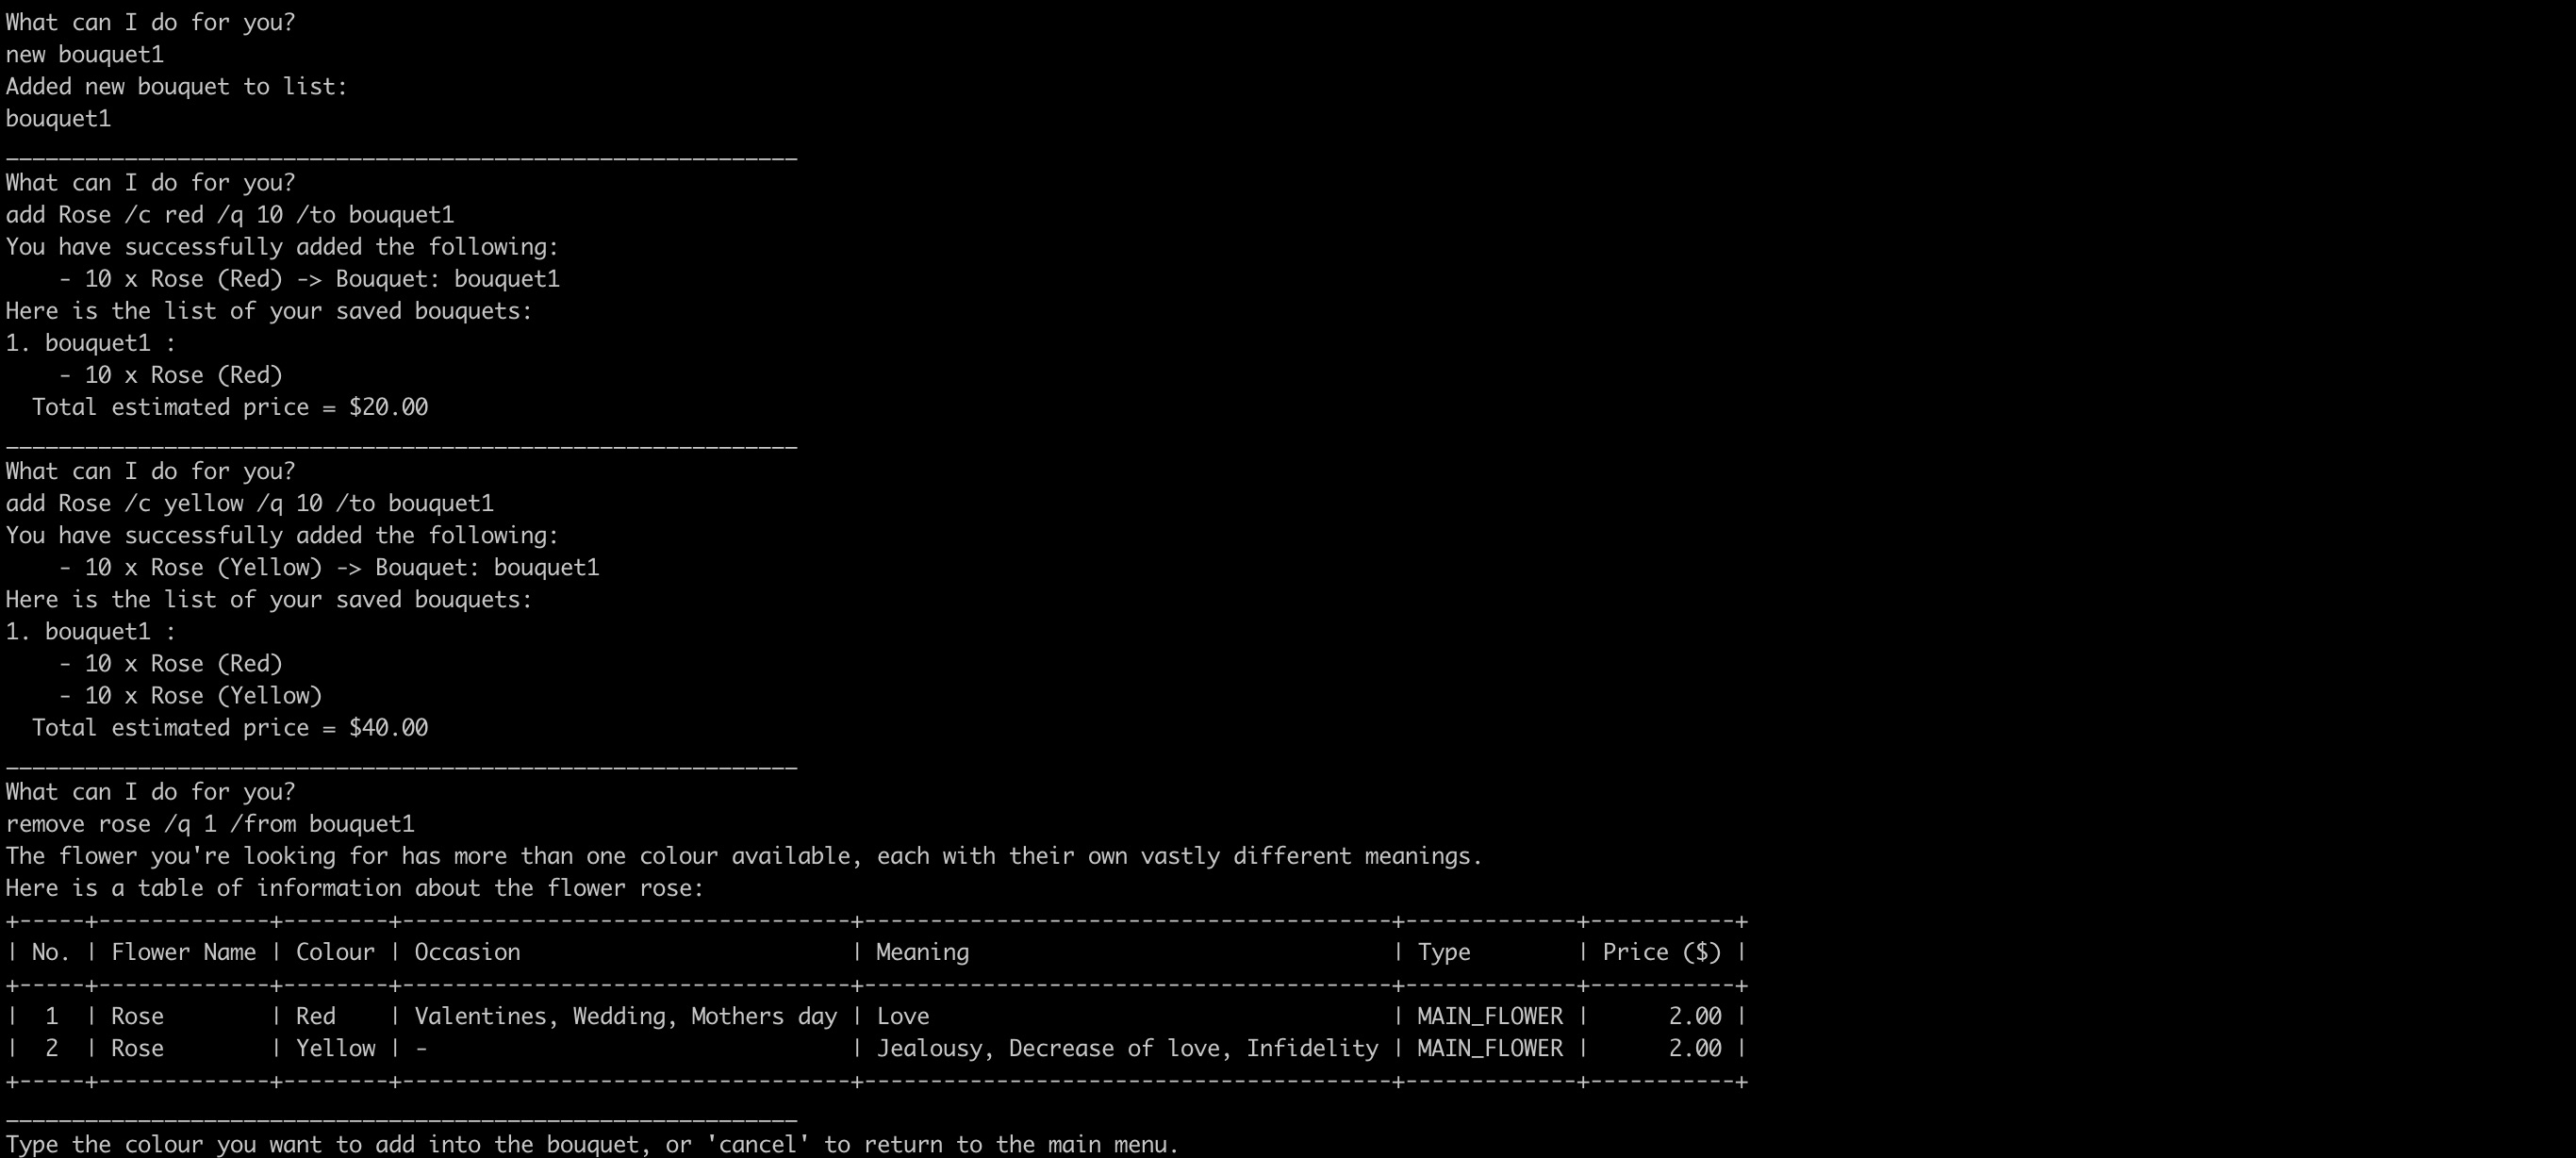 What can I do for you?
new bouquet1
Added new bouquet to list:
bouquet1
____________________________________________________________
What can I do for you?
add Rose /c red /q 10 /to bouquet1
You have successfully added the following:
    - 10 x Rose (Red) -> Bouquet: bouquet1
Here is the list of your saved bouquets:
1. bouquet1 :
    - 10 x Rose (Red)
  Total estimated price = $20.00
____________________________________________________________
What can I do for you?
add Rose /c yellow /q 10 /to bouquet1
You have successfully added the following:
    - 10 x Rose (Yellow) -> Bouquet: bouquet1
Here is the list of your saved bouquets:
1. bouquet1 :
    - 10 x Rose (Red)
    - 10 x Rose (Yellow)
  Total estimated price = $40.00
____________________________________________________________
What can I do for you?
remove rose /q 1 /from bouquet1
The flower you're looking for has more than one colour available, each with their own vastly different meanings.
Here is a table of information about the flower rose:
+-----+-------------+--------+----------------------------------+----------------------------------------+-------------+-----------+
| No. | Flower Name | Colour | Occasion                         | Meaning                                | Type        | Price ($) |
+-----+-------------+--------+----------------------------------+----------------------------------------+-------------+-----------+
|  1  | Rose        | Red    | Valentines, Wedding, Mothers day | Love                                   | MAIN_FLOWER |      2.00 |
|  2  | Rose        | Yellow | -                                | Jealousy, Decrease of love, Infidelity | MAIN_FLOWER |      2.00 |
+-----+-------------+--------+----------------------------------+----------------------------------------+-------------+-----------+
____________________________________________________________
Type the colour you want to add into the bouquet, or 'cancel' to return to the main menu.